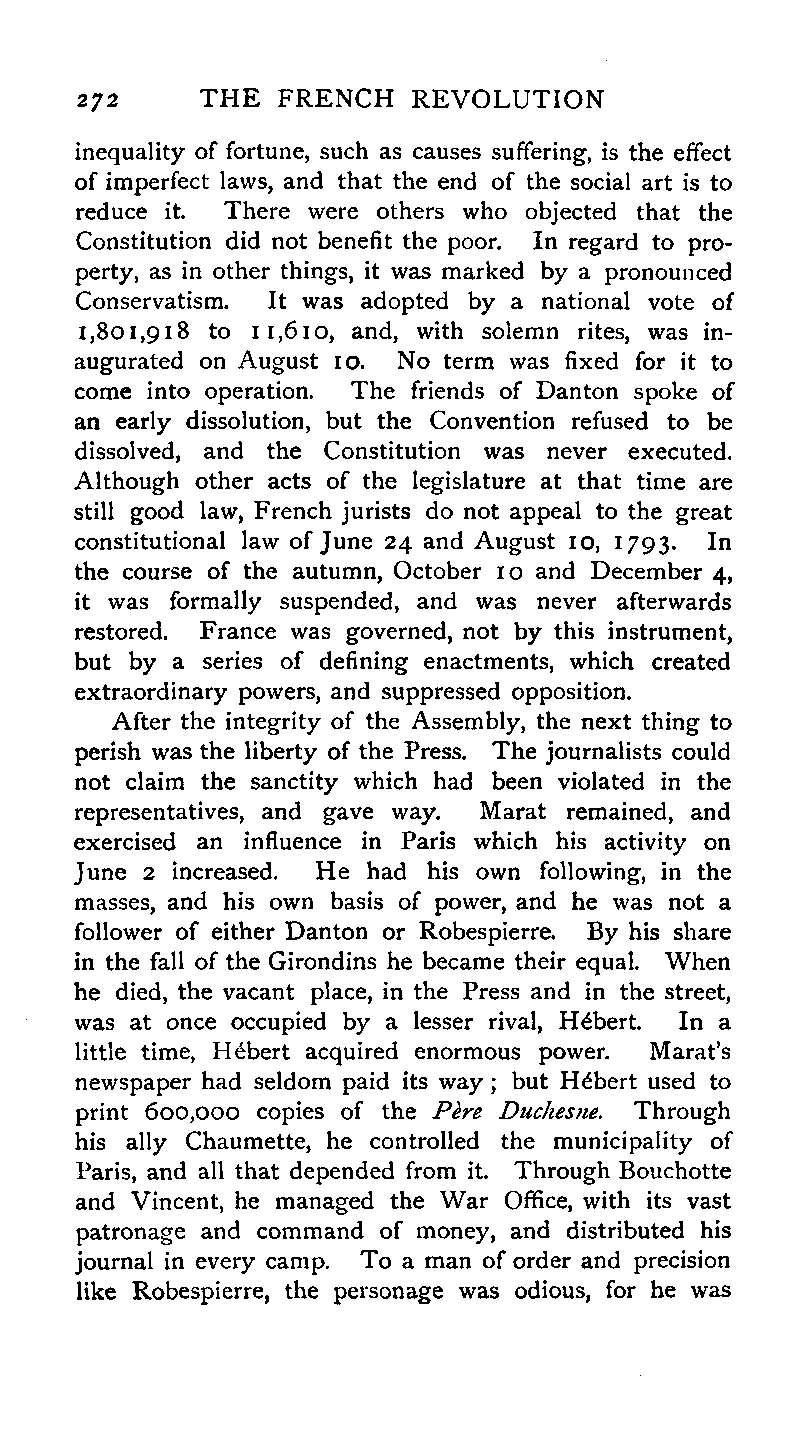 272 THE FRENCH REVOLUTION
inequality of fortune, such as causes suffering, is the effect
of imperfect laws, and that the end of the social art is to
reduce it. There were others who objected that the
Constitution did not benefit the poor. In regard to pro-
perty, as in other things, it was marked by a pronounced
Conservatism. It was adopted by a national vote of
1,801,918 to 11,610, and, with solemn rites, was in-
augurated on August 10. No term was fixed for it to
come into operation. The friends of Danton spoke of
an early dissolution, but the Convention refused to be
dissolved, and the Constitution was never executed.
Although other acts of the legislature at that time are
still good law, French jurists do not appeal to the great
constitutional law of June 24 and August 10, 1793. In
the course of the autumn, October 10 and December 4,
it was formally suspended, and was never afterwards
restored. France was governed, not by this instrument,
but by a series of defining enactments, which created
extraordinary powers, and suppressed opposition.
After the integrity of the Assembly, the next thing to
perish was the liberty of the Press. The journalists could
not claim the sanctity which had been violated in the
representatives, and gave way. Marat remained, and
exercised an influence in Paris which his activity on
June 2 increased. He had his own following, in the
masses, and his own basis of power, and he was not a
follower of either Danton or Robespierre. By his share
in the fall of the Girondins he became their equal. When
he died, the vacant place, in the Press and in the street,
was at once occupied by a lesser rival, Hébert. In a
little time, Hébert acquired enormous power. Marat's
newspaper had seldom paid its way ; but Hébert used to
print 600,000 copies of the Père Duchesne. Through
his ally Chaumette, he controlled the municipality of
Paris, and all that depended from it. Through Bouchotte
and Vincent, he managed the War Office, with its vast
patronage and command of money, and distributed his
journal in every camp. To a man of order and precision
like Robespierre, the personage was odious, for he was